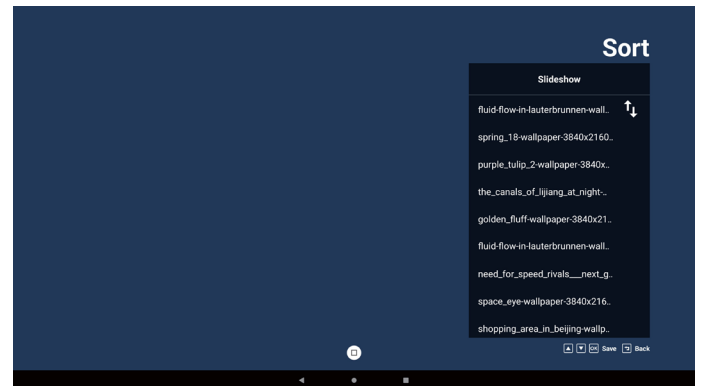 Sort
Slideshow
fluid-flow-in-lauterbrunnen-wall..
spring_18-wallpaper-3840x2160..
purple_tulip_2-wallpaper-3840x..
the_canals_of_lijiang_at_night-..
golden_fluff-wallpaper-3840x21..
fluid-flow-in-lauterbrunnen-wall..
need_for_speed_rivals___next_g..
space_eye-wallpaper-3840x216..
shopping_area_in_beijing-wallp..
OK Save Back